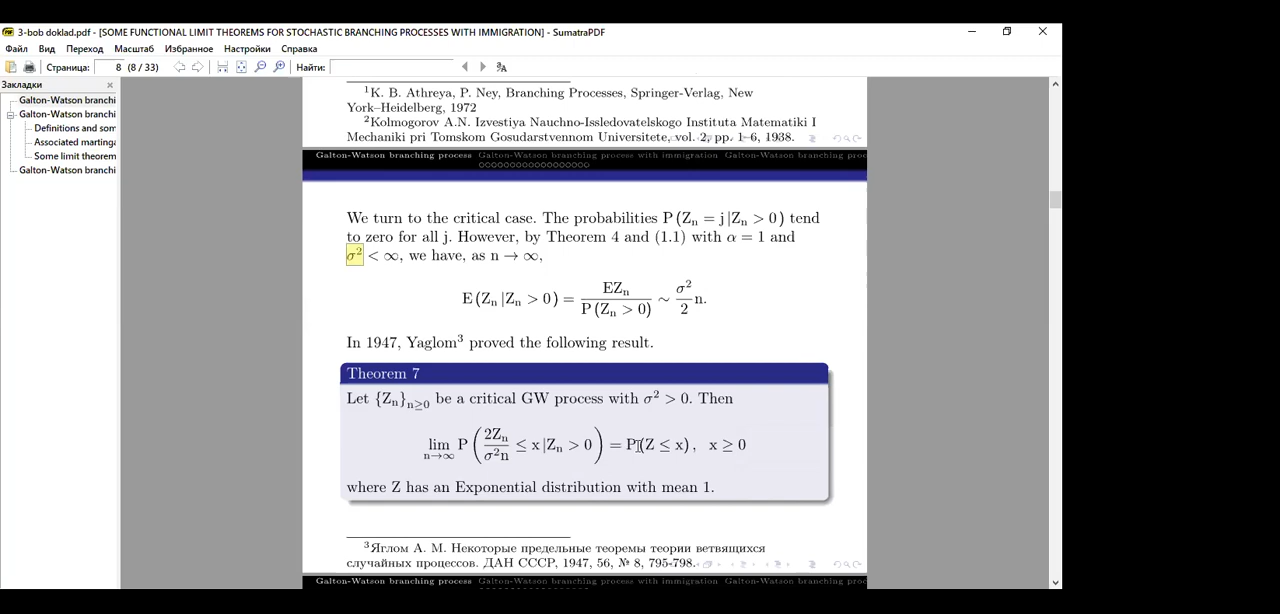 3-bob doklad.pdf - [SOME FUNCTIONAL LIMIT THEOREMS FOR STOCHASTIC BRANCHING PROCESSES WITH IMMIGRATION] - SumatraPDF
Файл Вид Переход Масштаб Избранное Настройки Справка
Страница: 8 (8 / 33) Найти:
Закладки
Galton-Watson branchi
Galton-Watson branchi
Definitions and som
Associated martinga
Some limit theorem
Galton-Watson branchi
¹K. B. Athreya, P. Ney, Branching Processes, Springer-Verlag, New
York–Heidelberg, 1972
²Kolmogorov A.N. Izvestiya Nauchno-Issledovatelskogo Instituta Matematiki I
Mechaniki pri Tomskom Gosudarstvennom Universitete, vol. 2, pp. 1–6, 1938.
Galton-Watson branching process Galton-Watson branching process with immigration Galton-Watson branching proc
We turn to the critical case. The probabilities P (Zₙ = j |Zₙ > 0) tend
to zero for all j. However, by Theorem 4 and (1.1) with α = 1 and
σ² < ∞, we have, as n → ∞,
E (Zₙ |Zₙ > 0) = EZₙ / P (Zₙ > 0) ∼ σ²/2 n.
In 1947, Yaglom³ proved the following result.
Theorem 7
Let {Zₙ}ₙ≥₀ be a critical GW process with σ² > 0. Then
lim n→∞ P (2Zₙ/σ²n ≤ x |Zₙ > 0) = P (Z ≤ x), x ≥ 0
where Z has an Exponential distribution with mean 1.
³Яглом А. М. Некоторые предельные теоремы теории ветвящихся
случайных процессов. ДАН СССР, 1947, 56, № 8, 795-798.
Galton-Watson branching process Galton-Watson branching process with immigration Galton-Watson branching proc